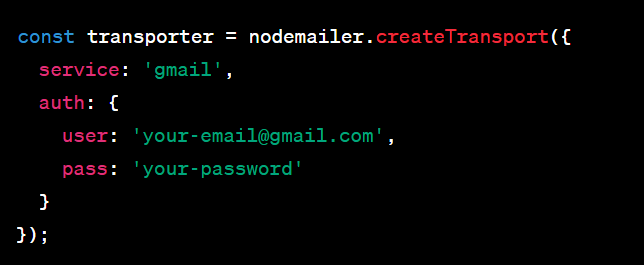 const transporter = nodemailer.createTransport({
  service: 'gmail',
  auth: {
    user: 'your-email@gmail.com',
    pass: 'your-password'
  }
});